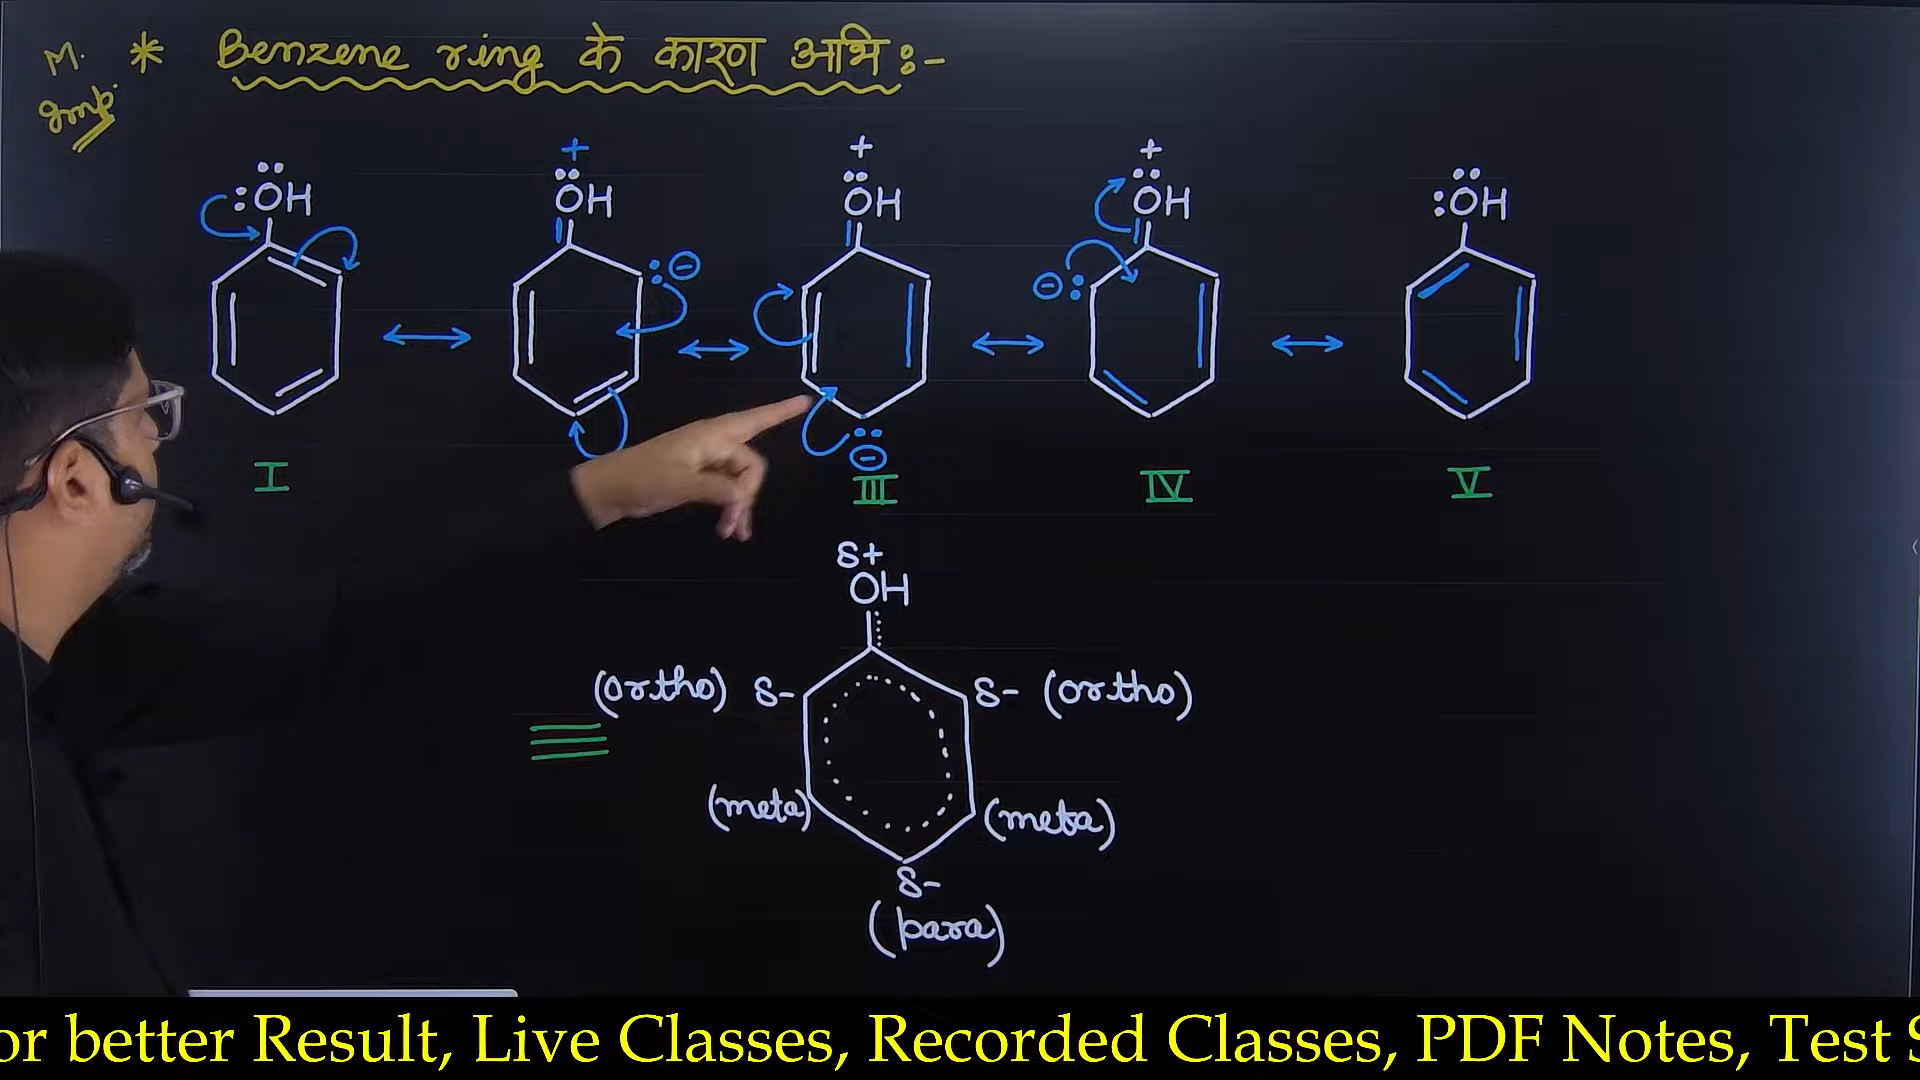 M. * Benzene ring के कारण अभि :-
Imp.
+ + +
:ÖH ÖH ÖH ÖH :ÖH
: ⊖ ⊖ :
⊖
I III IV V
δ+
OH
(ortho) δ- δ- (ortho)
(meta) (meta)
δ-
(para)
or better Result, Live Classes, Recorded Classes, PDF Notes, Test S